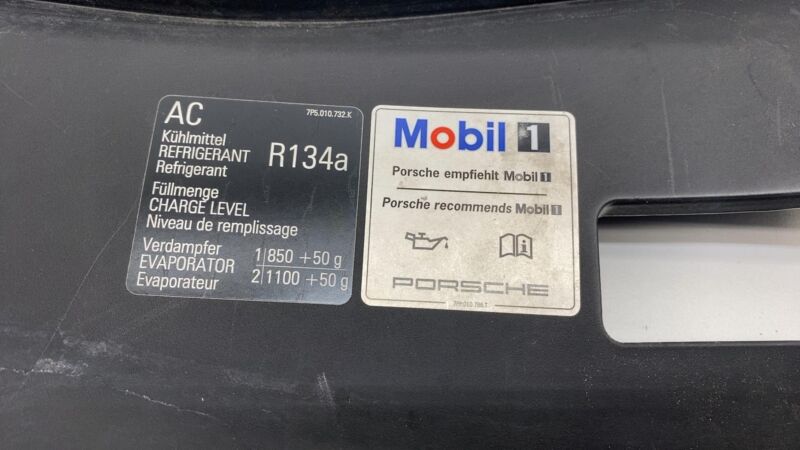 AC
7P5.010.732.K
Kühlmittel
REFRIGERANT R134a
Refrigerant
Füllmenge
CHARGE LEVEL
Niveau de remplissage
Verdampfer 1 850 +50 g
EVAPORATOR
Evaporateur 2 1100 +50 g
Mobil 1
Porsche empfiehlt Mobil 1
Porsche recommends Mobil 1
PORSCHE